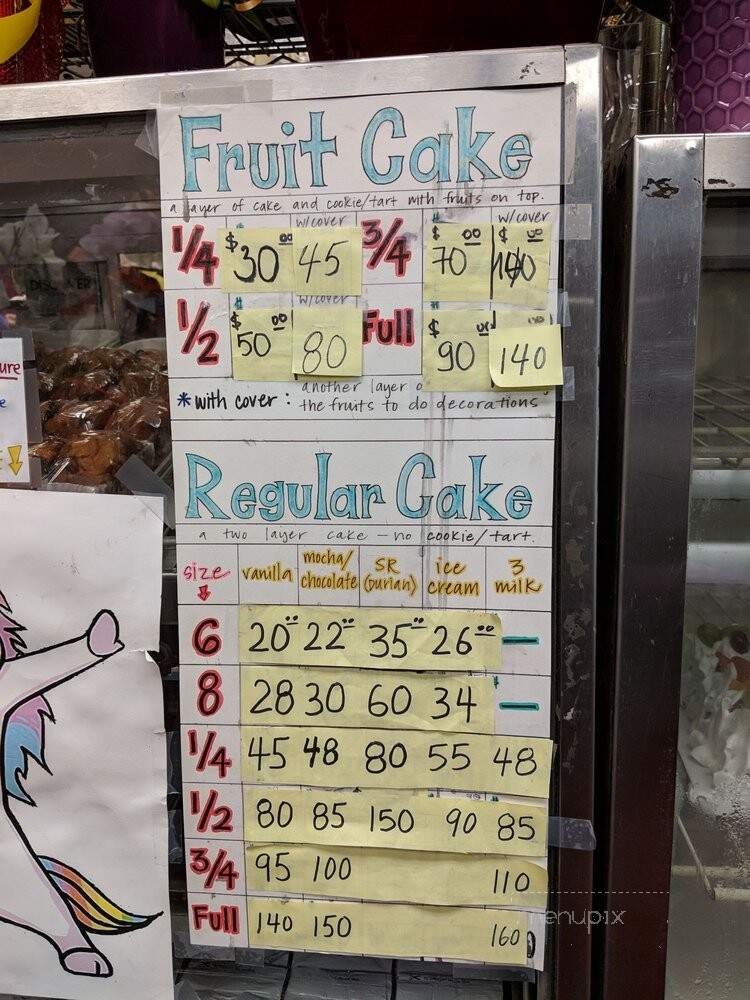 Fruit Cake
a layer of cake and cookie/tart with fruits on top.
w/cover w/cover
1/4 $30 00 45 3/4 $70 00 $ 00
w/cover
1/2 $50 00 80 Full $90 140
another layer o
*with cover: the fruits to do decorations
Regular Cake
a two layer cake - no cookie/tart.
size vanilla mocha/chocolate SR (Durian) ice cream 3 milk
6 20 00 22 00 35 00 26 00 —
8 28 30 60 34 —
1/4 45 48 80 55 48
1/2 80 85 150 90 85
3/4 95 100 110
Full 140 150 160
menupix